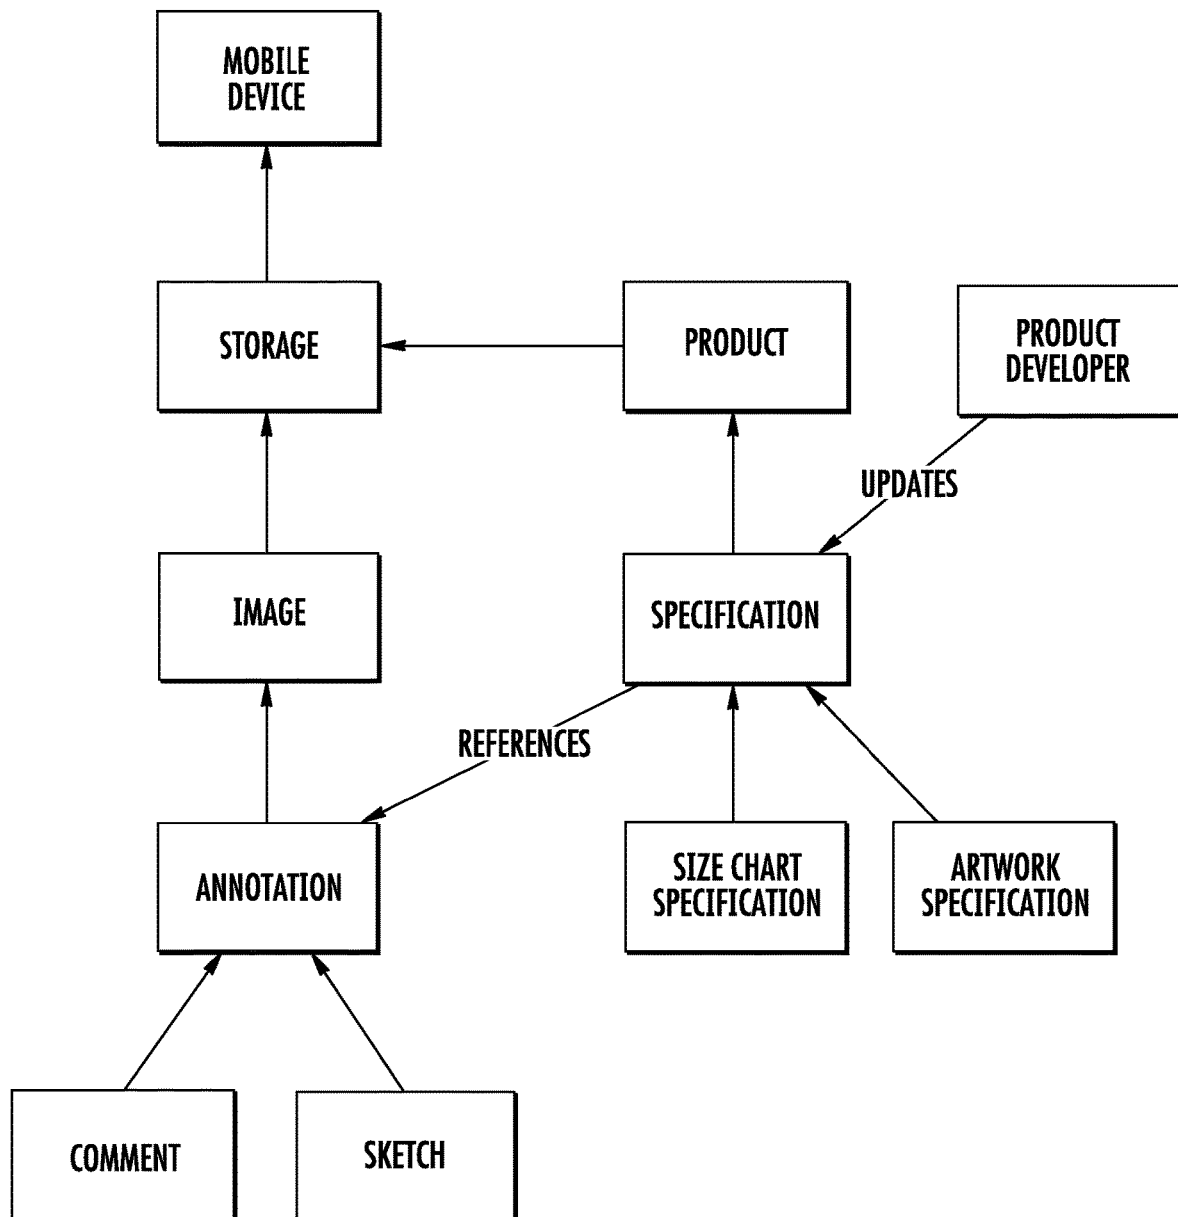 MOBILE
DEVICE
STORAGE
PRODUCT
PRODUCT
DEVELOPER
UPDATES
IMAGE
SPECIFICATION
REFERENCES
ANNOTATION
SIZE CHART
SPECIFICATION
ARTWORK
SPECIFICATION
COMMENT
SKETCH